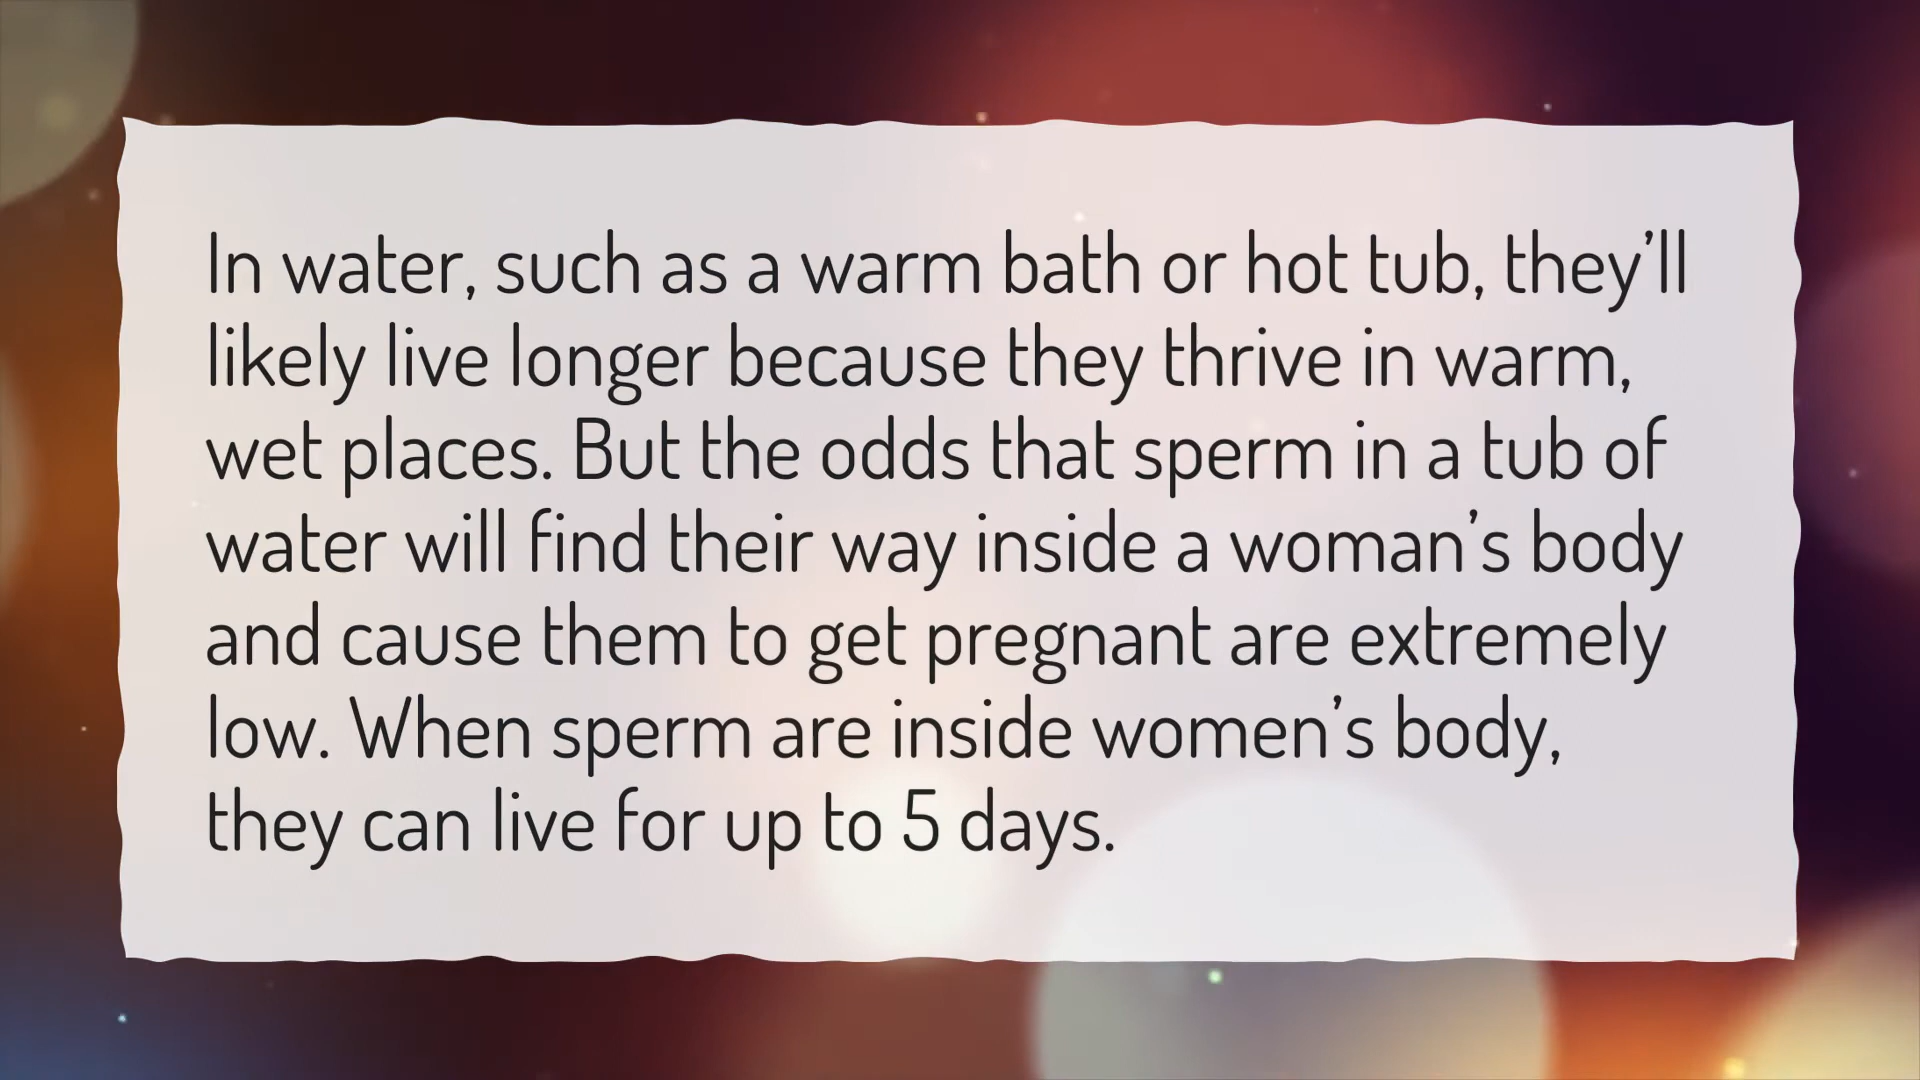 In water, such as a warm bath or hot tub, they’ll
likely live longer because they thrive in warm,
wet places. But the odds that sperm in a tub of
water will find their way inside a woman’s body
and cause them to get pregnant are extremely
low. When sperm are inside women’s body,
they can live for up to 5 days.